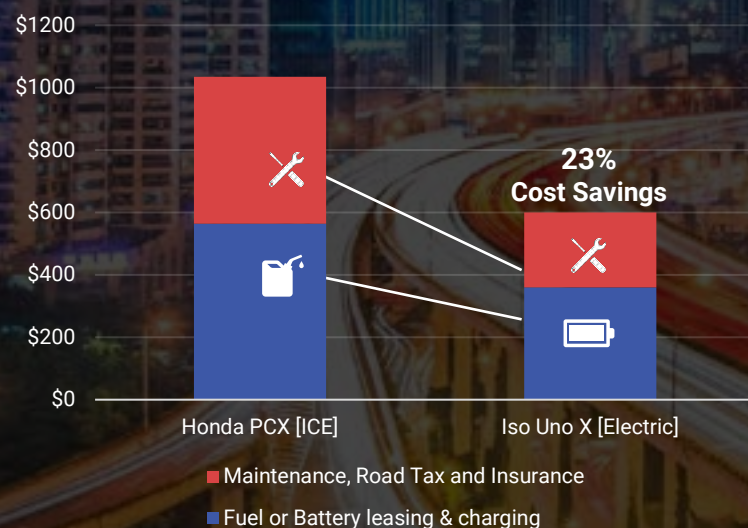 $1200
$1000
$800
$600
$400
$200
$0
23%
Cost Savings
Honda PCX [ICE]
Iso Uno X [Electric]
Maintenance, Road Tax and Insurance
Fuel or Battery leasing & charging